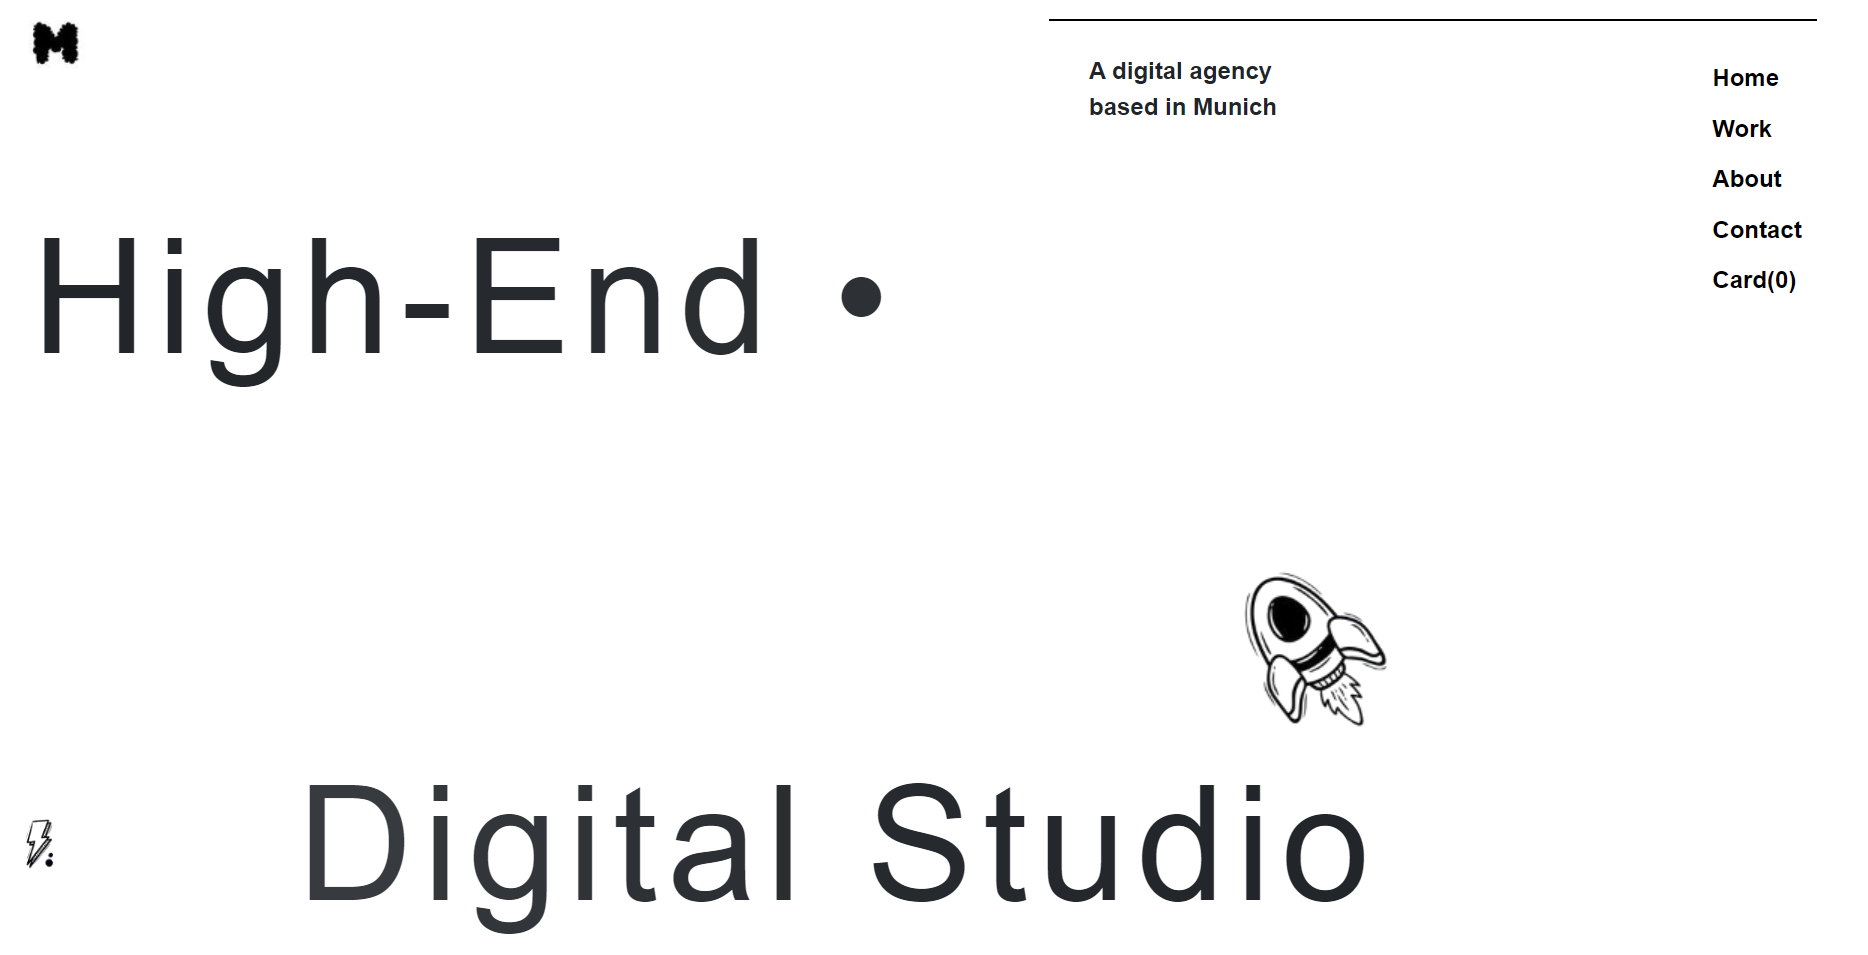 M
A digital agency
based in Munich
Home
Work
About
Contact
Card(0)
High-End •
Digital Studio